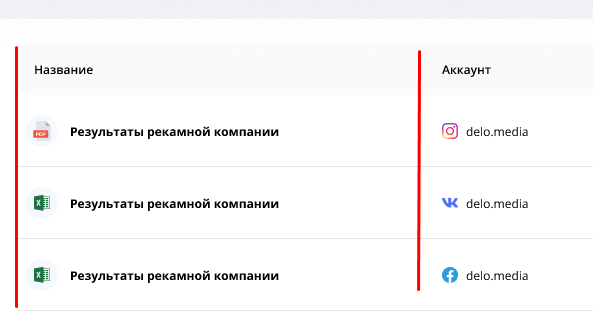 Название Аккаунт
PDF Результаты рекамной компании delo.media
X Результаты рекамной компании delo.media
X Результаты рекамной компании delo.media